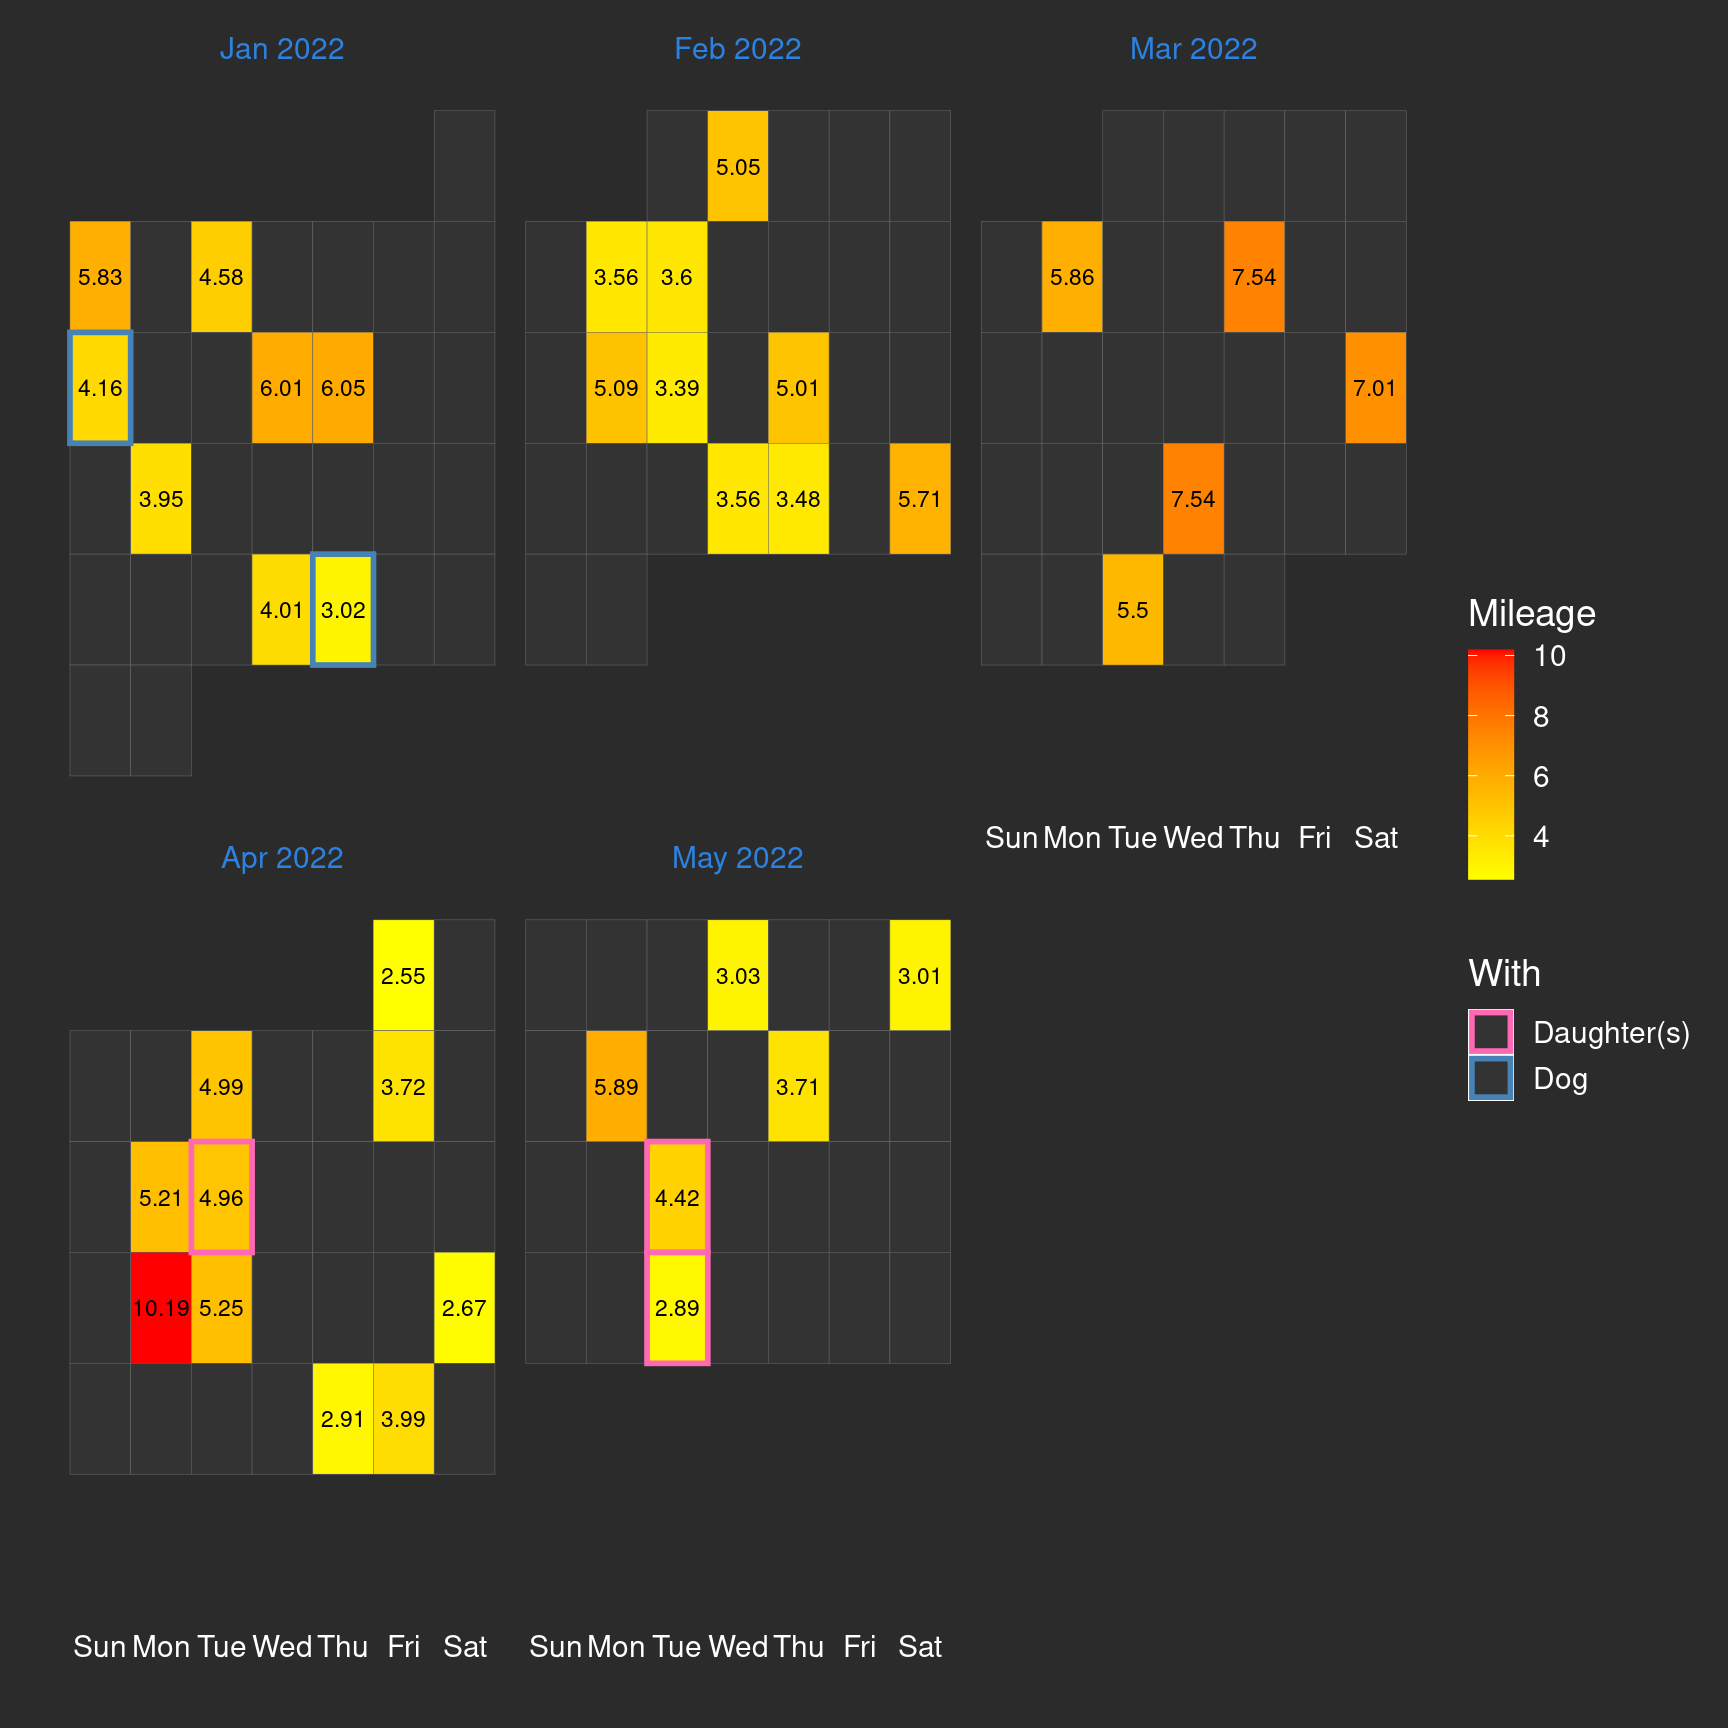 Jan 2022 Feb 2022 Mar 2022
5.05
5.83 4.58 3.56 3.6 5.86 7.54
4.16 6.01 6.05 5.09 3.39 5.01 7.01
3.95 3.56 3.48 5.71 7.54
4.01 3.02 5.5
Sun Mon Tue Wed Thu Fri Sat
Apr 2022 May 2022
2.55 3.03 3.01
4.99 3.72 5.89 3.71
5.21 4.96 4.42
10.19 5.25 2.67 2.89
2.91 3.99
Sun Mon Tue Wed Thu Fri Sat Sun Mon Tue Wed Thu Fri Sat
Mileage
10
8
6
4
With
Daughter(s)
Dog